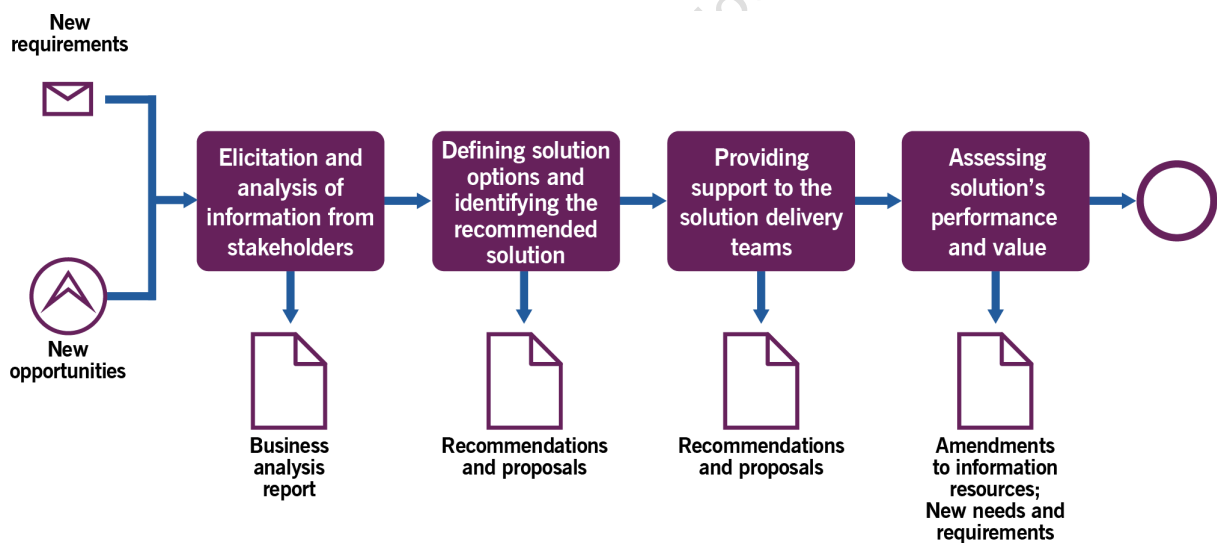 New
requirements
Elicitation and
analysis of
information from
stakeholders
Defining solution
options and
identifying the
recommended
solution
Providing
support to the
solution delivery
teams
Assessing
solution's
performance
and value
New
opportunities
Business
analysis
report
Recommendations
and proposals
Recommendations
and proposals
Amendments
to information
resources;
New needs and
requirements